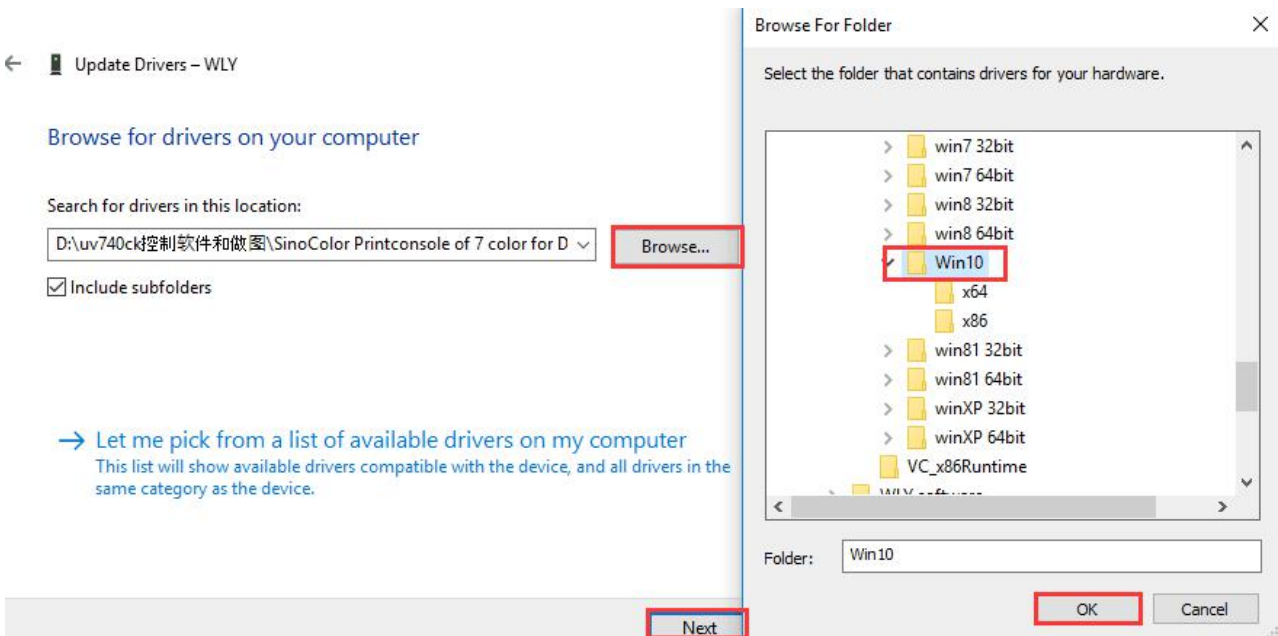 Update Drivers – WLY
Browse for drivers on your computer
Search for drivers in this location:
D:\uv740ck控制软件和做图\SinoColor Printconsole of 7 color for D
Browse...
Include subfolders
Let me pick from a list of available drivers on my computer
This list will show available drivers compatible with the device, and all drivers in the
same category as the device.
Next
Browse For Folder
Select the folder that contains drivers for your hardware.
win7 32bit
win7 64bit
win8 32bit
win8 64bit
Win10
x64
x86
win81 32bit
win81 64bit
winXP 32bit
winXP 64bit
VC_x86Runtime
WLY software
Folder:
Win10
OK
Cancel